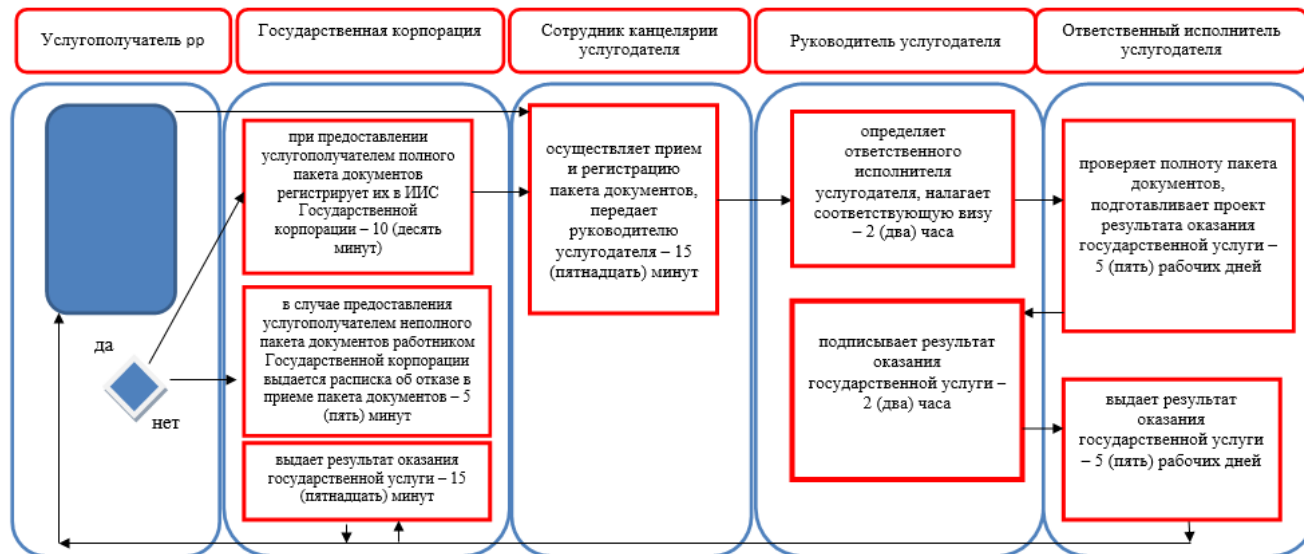 Услугополучатель рр
Государственная корпорация
Сотрудник канцелярии
услугодателя
Руководитель услугодателя
Ответственный исполнитель
услугодателя
при предоставлении
услугополучателем полного
пакета документов
регистрирует их в ИИС
Государственной
корпорации – 10 (десять
минут)
в случае предоставления
услугополучателем неполного
пакета документов работником
Государственной корпорации
выдается расписка об отказе в
приеме пакета документов – 5
(пять) минут
выдает результат оказания
государственной услуги – 15
(пятнадцать) минут
да
нет
осуществляет прием
и регистрацию
пакета документов,
передает
руководителю
услугодателя – 15
(пятнадцать) минут
определяет
ответственного
исполнителя
услугодателя, налагает
соответствующую визу
– 2 (два) часа
подписывает результат
оказания
государственной услуги –
2 (два) часа
проверяет полноту пакета
документов,
подготавливает проект
результата оказания
государственной услуги –
5 (пять) рабочих дней
выдает результат
оказания
государственной услуги
– 5 (пять) рабочих дней